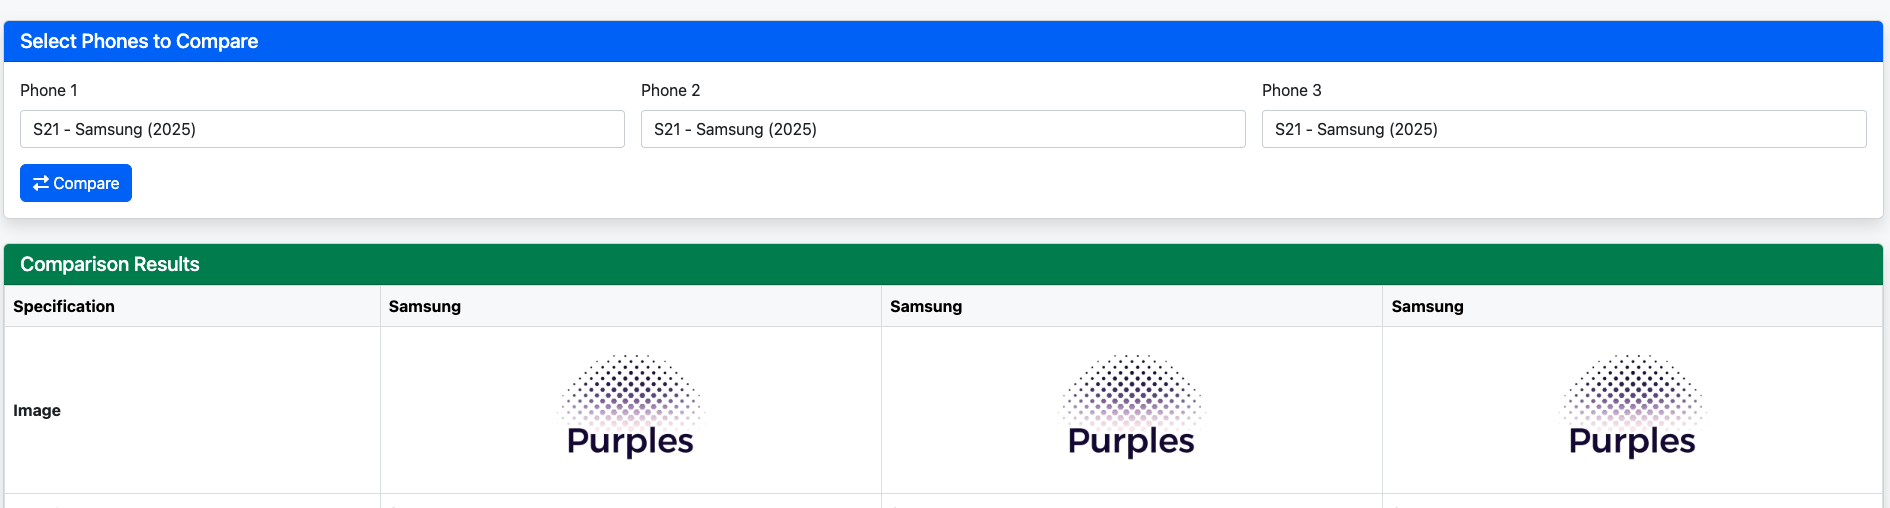 Select Phones to Compare
Phone 1 Phone 2 Phone 3
S21 - Samsung (2025) S21 - Samsung (2025) S21 - Samsung (2025)
Compare
Comparison Results
Specification Samsung Samsung Samsung
Image Purples Purples Purples